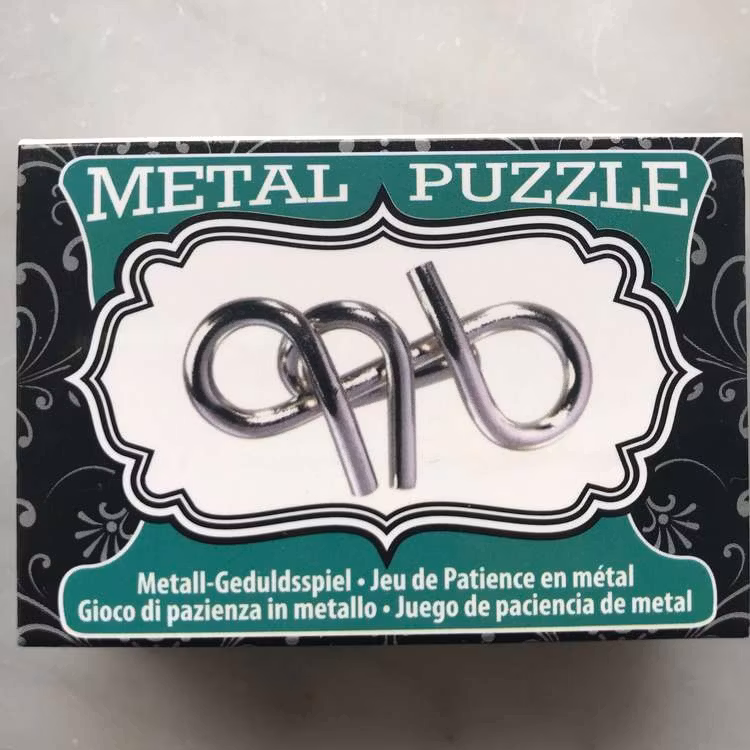 METAL PUZZLE
Metall-Geduldsspiel • Jeu de Patience en métal
Gioco di pazienza in metallo • Juego de paciencia de metal